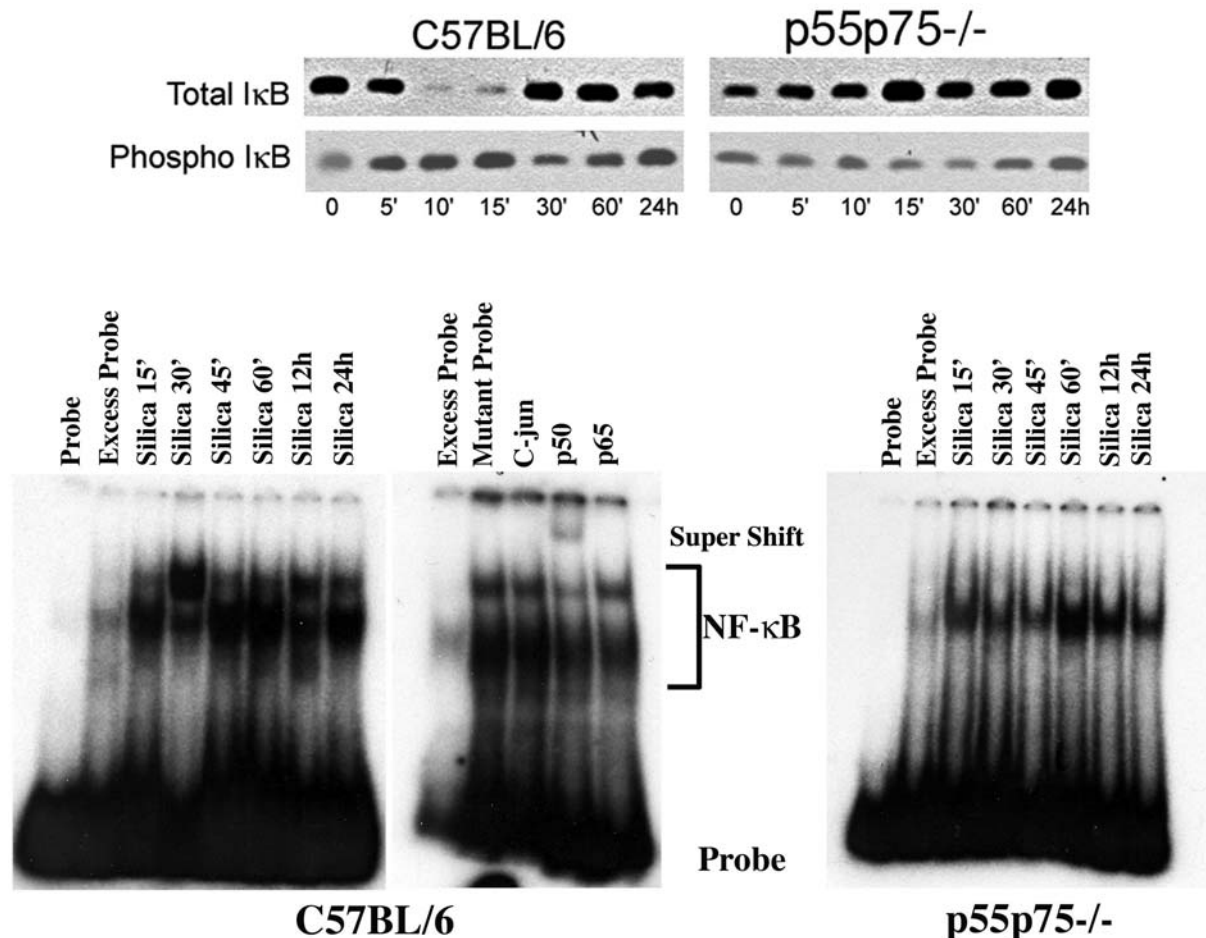 C57BL/6 p55p75-/-
Total IκB
Phospho IκB
0 5' 10' 15' 30' 60' 24h 0 5' 10' 15' 30' 60' 24h
Probe
Excess Probe
Silica 15’
Silica 30’
Silica 45’
Silica 60’
Silica 12h
Silica 24h
Excess Probe
Mutant Probe
C-jun
p50
p65
Probe
Excess Probe
Silica 15’
Silica 30’
Silica 45’
Silica 60’
Silica 12h
Silica 24h
Super Shift
NF-κB
Probe
C57BL/6 p55p75-/-